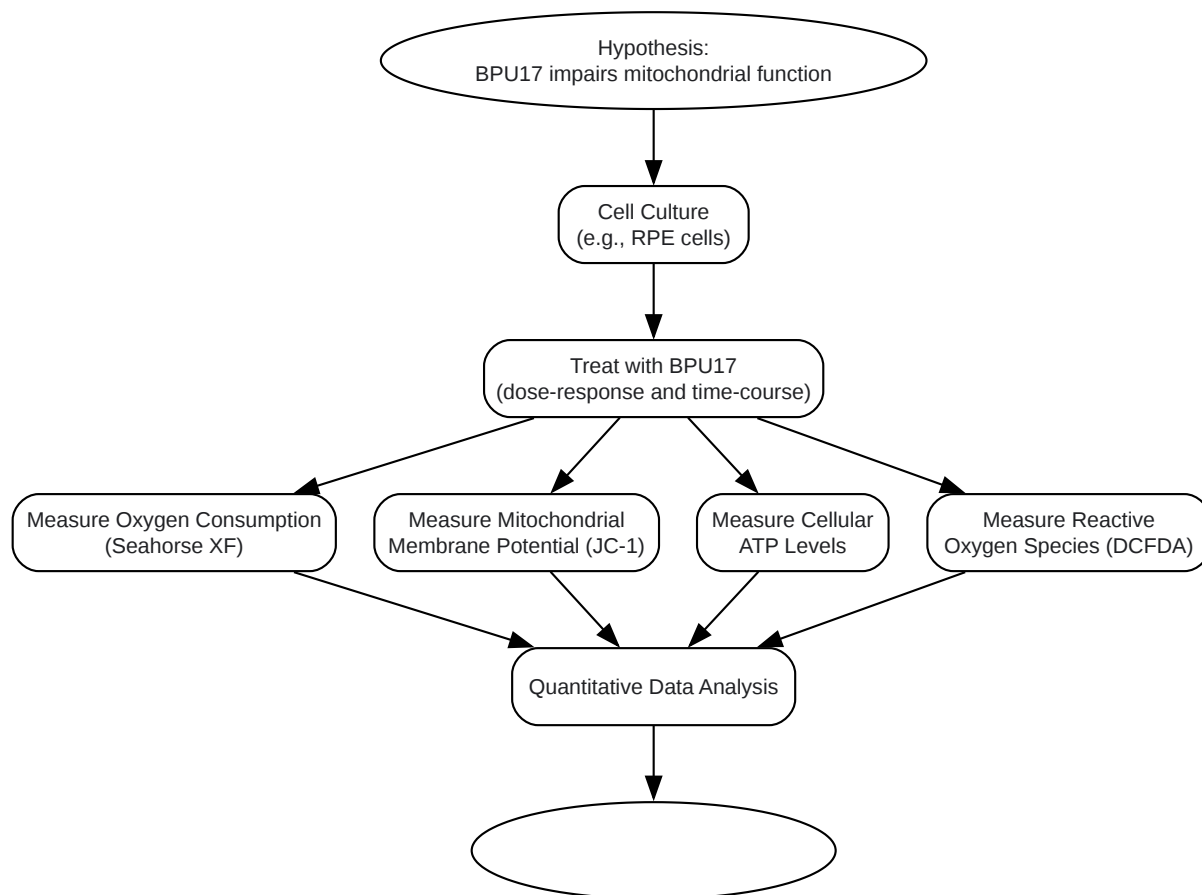 Hypothesis:
BPU17 impairs mitochondrial function
Cell Culture
(e.g., RPE cells)
Treat with BPU17
(dose-response and time-course)
Measure Oxygen Consumption
(Seahorse XF)
Measure Mitochondrial
Membrane Potential (JC-1)
Measure Cellular
ATP Levels
Measure Reactive
Oxygen Species (DCFDA)
Quantitative Data Analysis